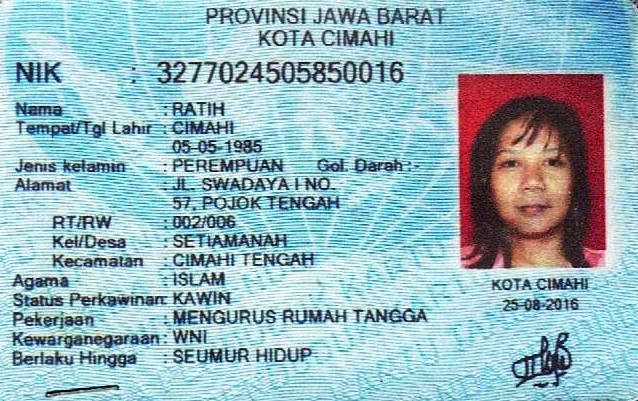 PROVINSI JAWA BARAT
KOTA CIMAHI
NIK : 3277024505850016
Nama : RATIH
Tempat/Tgl Lahir : CIMAHI
05-05-1985
Jenis kelamin : PEREMPUAN Gol. Darah :-
Alamat : JL. SWADAYA I NO.
57. POJOK TENGAH
RT/RW : 002/006
Kel/Desa : SETIAMANAH
Kecamatan : CIMAHI TENGAH
Agama : ISLAM
Status Perkawinan: KAWIN
Pekerjaan : MENGURUS RUMAH TANGGA
Kewarganegaraan : WNI
Berlaku Hingga : SEUMUR HIDUP
KOTA CIMAHI
25-08-2016